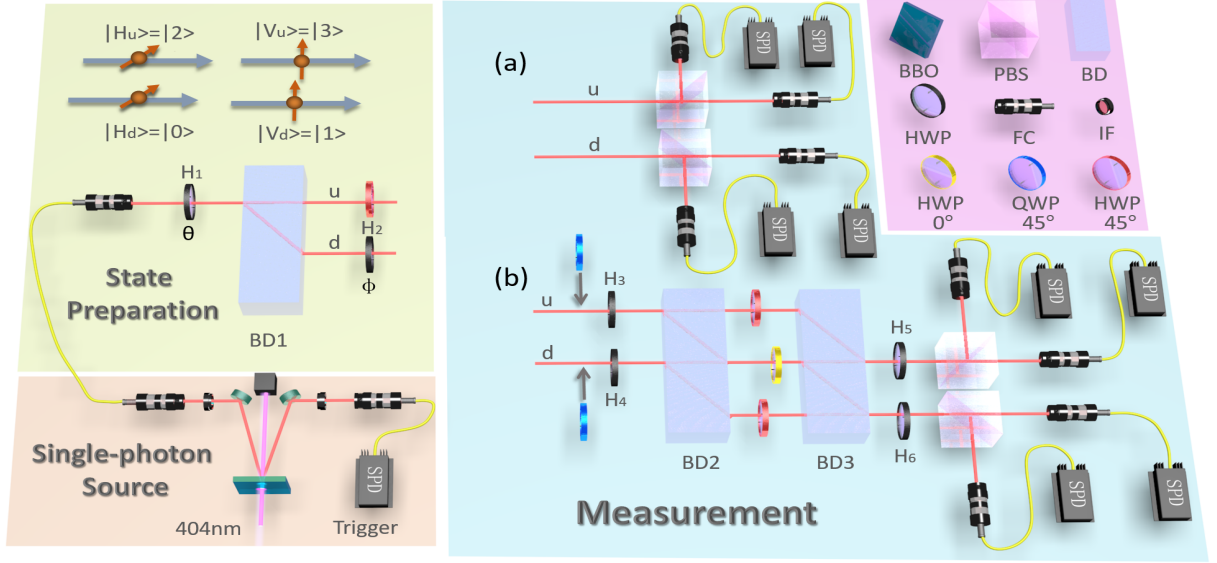 |Hu>=|2>
|Vu>=|3>
|Hd>=|0>
|Vd>=|1>
H1
θ
u
d
H2
ϕ
BD1
State
Preparation
Single-photon
Source
404nm
SPD
Trigger
(a)
u
d
SPD
SPD
SPD
SPD
BBO
PBS
BD
HWP
FC
IF
HWP
0°
QWP
45°
HWP
45°
(b)
u
d
H3
H4
BD2
BD3
H5
H6
SPD
SPD
SPD
SPD
Measurement